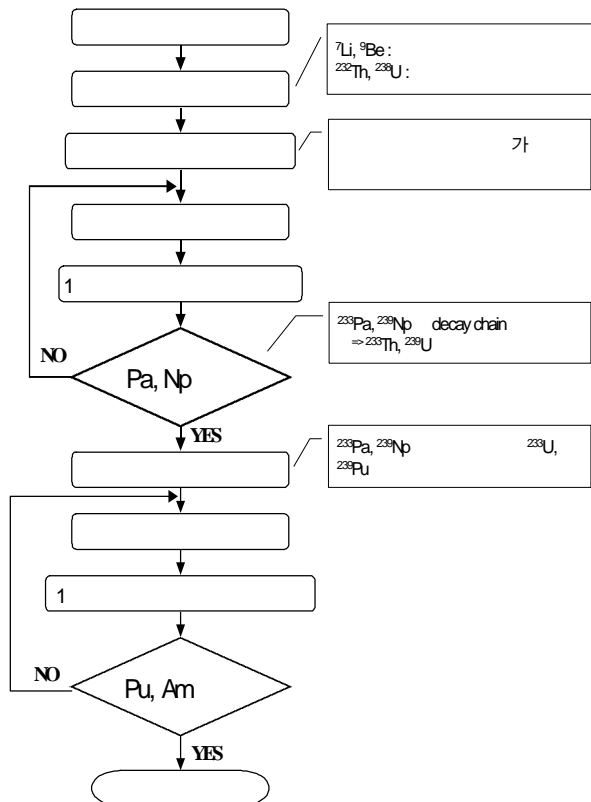 ⁷Li, ⁹Be :
²³²Th, ²³⁸U :
가
1
²³³Pa, ²³⁹Np decay chain
=> ²³³Th, ²³⁹U
NO
Pa, Np
YES
²³³Pa, ²³⁹Np ²³³U,
²³⁹Pu
1
NO
Pu, Am
YES